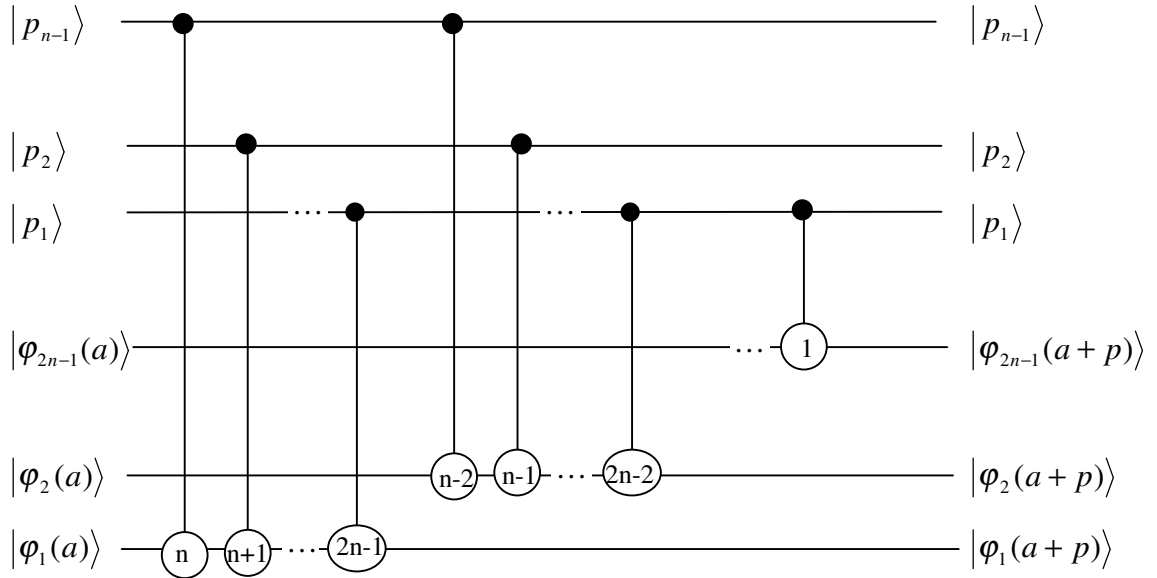 |p_{n-1}⟩ |p_{n-1}⟩
|p_2⟩ |p_2⟩
|p_1⟩ ... ... |p_1⟩
|φ_{2n-1}(a)⟩ ... 1 |φ_{2n-1}(a + p)⟩
|φ_2(a)⟩ n-2 n-1 ... 2n-2 |φ_2(a + p)⟩
|φ_1(a)⟩ n n+1 ... 2n-1 |φ_1(a + p)⟩